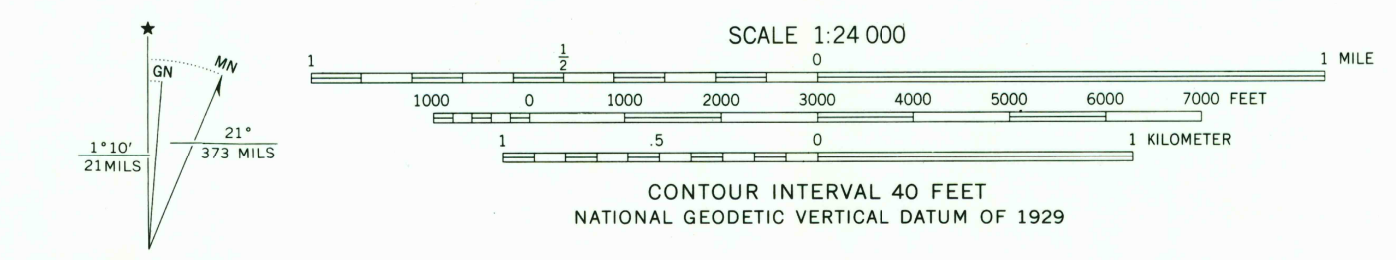 ★
GN MN
1°10′ 21°
21 MILS 373 MILS
SCALE 1:24 000
1 1/2 0 1 MILE
1000 0 1000 2000 3000 4000 5000 6000 7000 FEET
1 .5 0 1 KILOMETER
CONTOUR INTERVAL 40 FEET
NATIONAL GEODETIC VERTICAL DATUM OF 1929